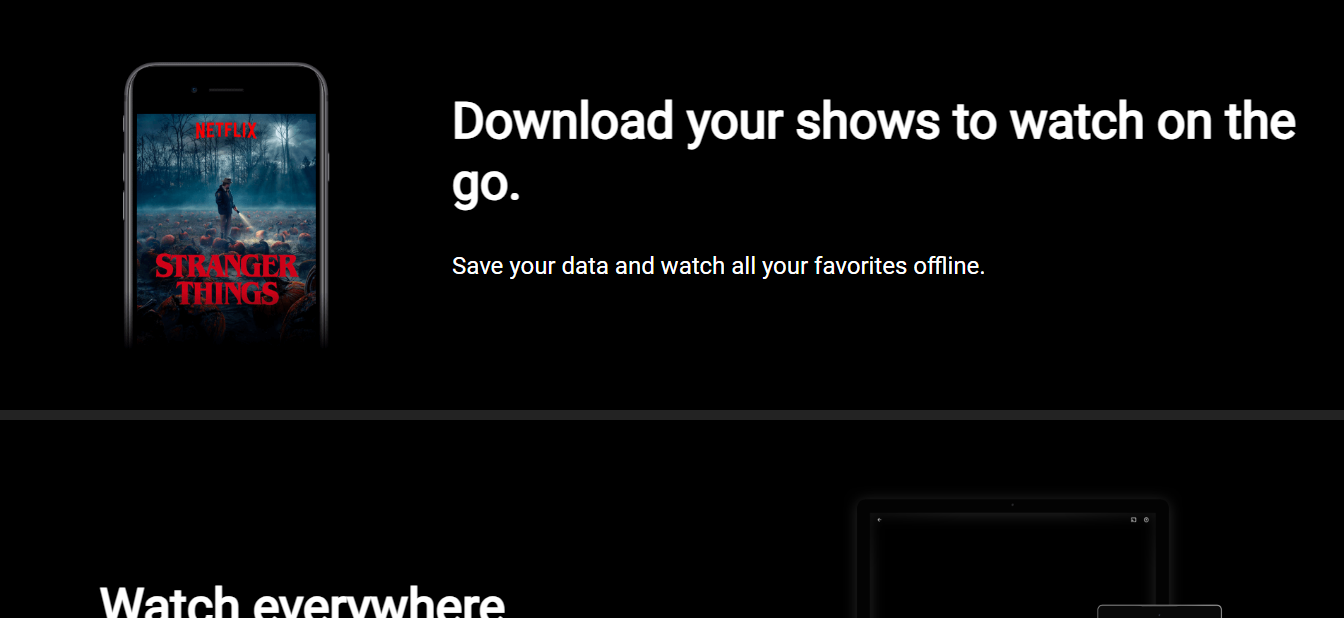 NETFLIX
STRANGER
THINGS
Download your shows to watch on the
go.
Save your data and watch all your favorites offline.
Watch everywhere